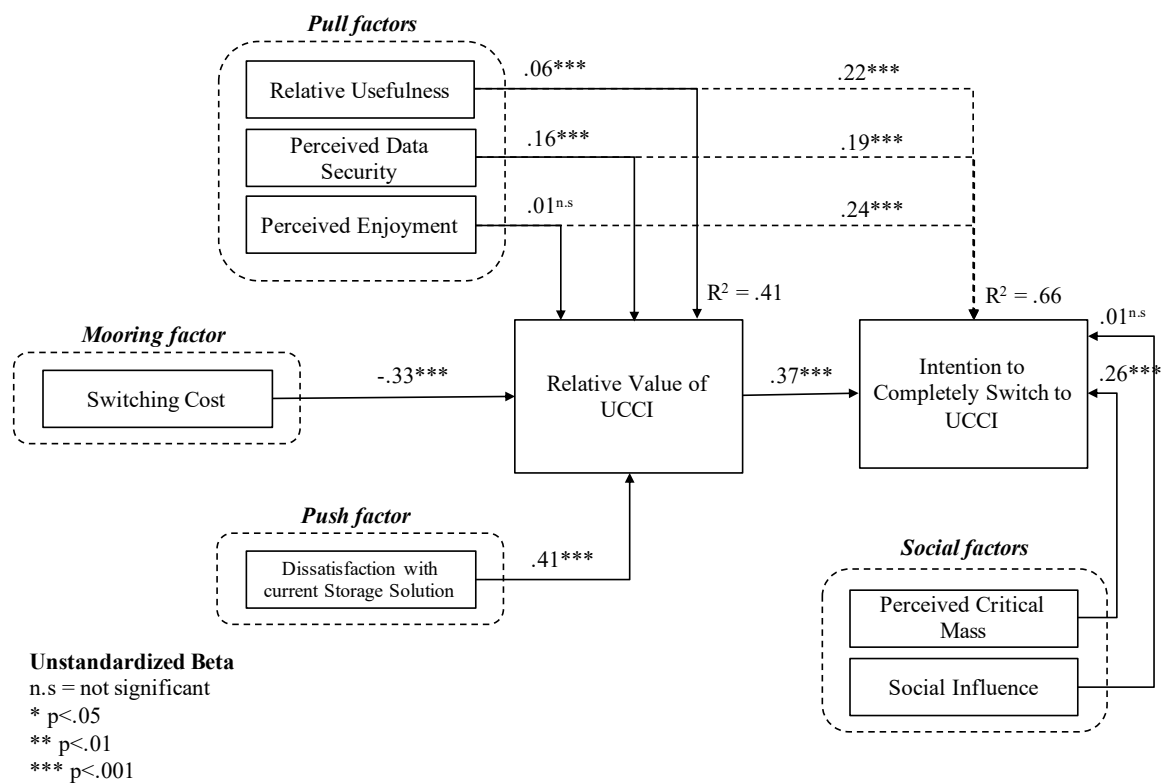 Pull factors
.06***
.22***
Relative Usefulness
.16***
.19***
Perceived Data
Security
.01ⁿ·ˢ
.24***
Perceived Enjoyment
R² = .41
R² = .66
.01ⁿ·ˢ
Mooring factor
-.33***
Switching Cost
Relative Value of
UCCI
.37***
Intention to
Completely Switch to
UCCI
.26***
Push factor
Dissatisfaction with
current Storage Solution
.41***
Social factors
Perceived Critical
Mass
Social Influence
Unstandardized Beta
n.s = not significant
* p<.05
** p<.01
*** p<.001